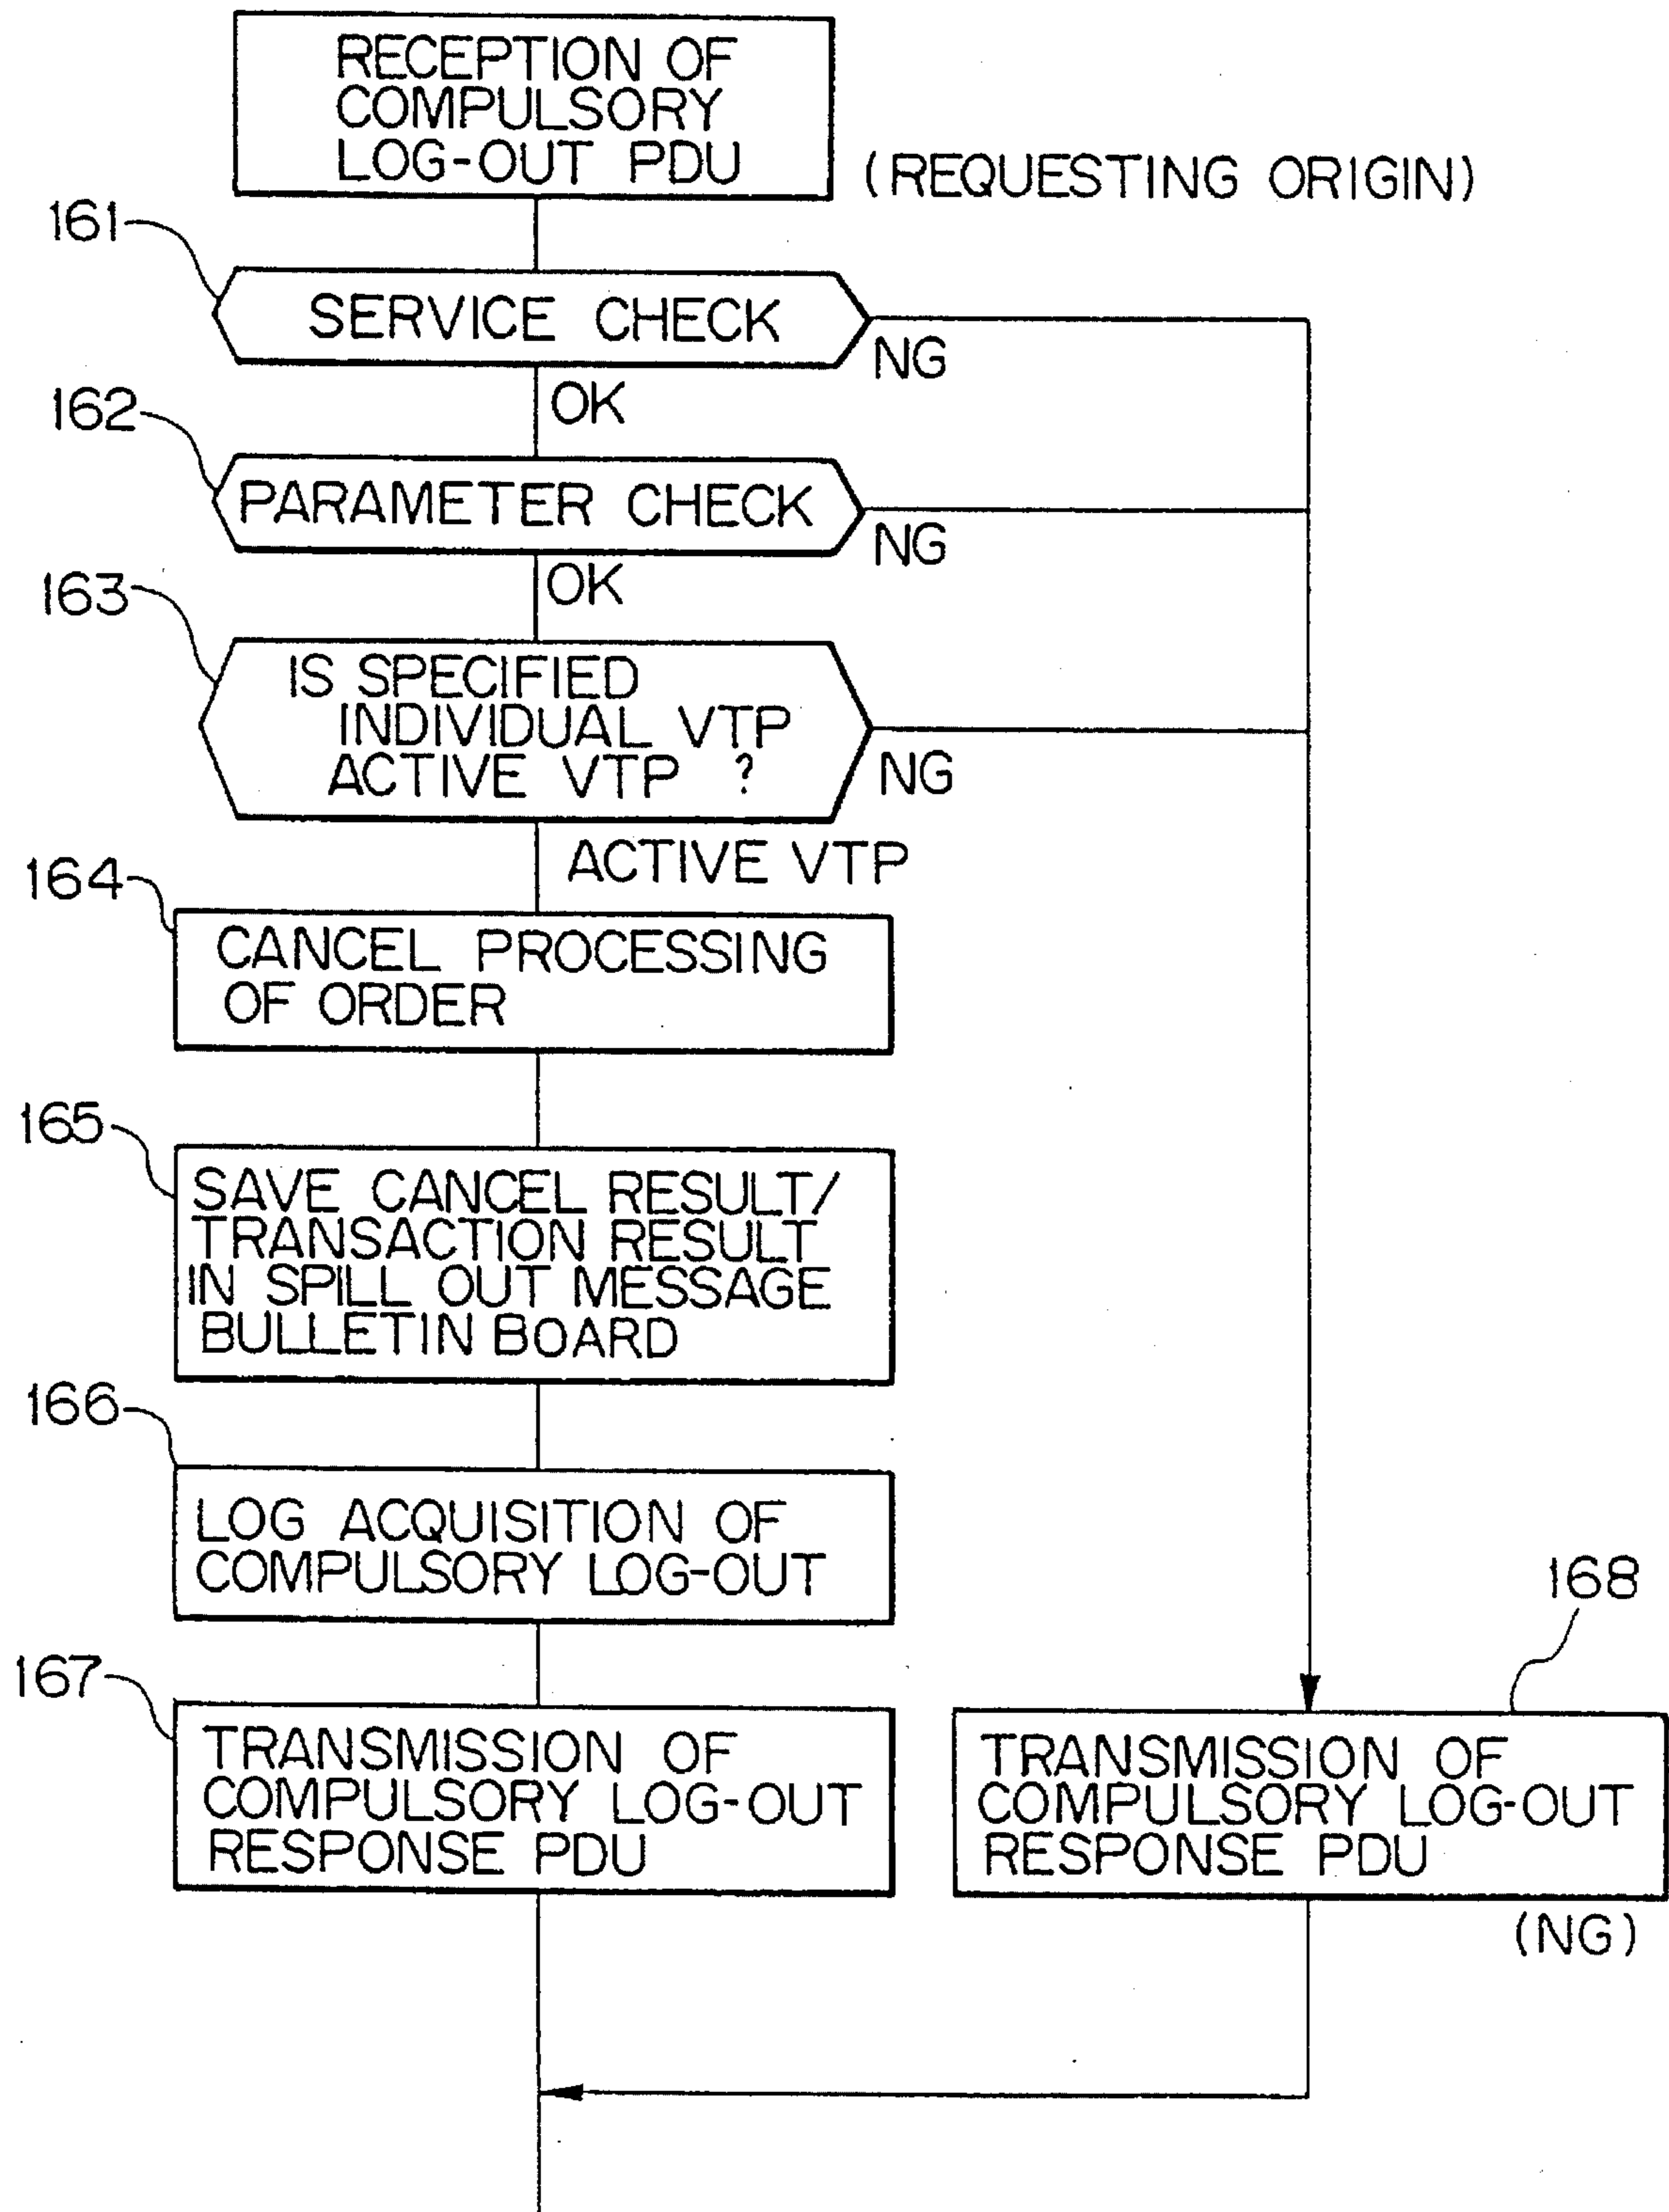 RECEPTION OF
COMPULSORY
LOG-OUT PDU
(REQUESTING ORIGIN)
161
SERVICE CHECK
NG
OK
162
PARAMETER CHECK
NG
OK
163
IS SPECIFIED
INDIVIDUAL VTP
ACTIVE VTP ?
NG
ACTIVE VTP
164
CANCEL PROCESSING
OF ORDER
165
SAVE CANCEL RESULT/
TRANSACTION RESULT
IN SPILL OUT MESSAGE
BULLETIN BOARD
166
LOG ACQUISITION OF
COMPULSORY LOG-OUT
167
TRANSMISSION OF
COMPULSORY LOG-OUT
RESPONSE PDU
168
TRANSMISSION OF
COMPULSORY LOG-OUT
RESPONSE PDU
(NG)